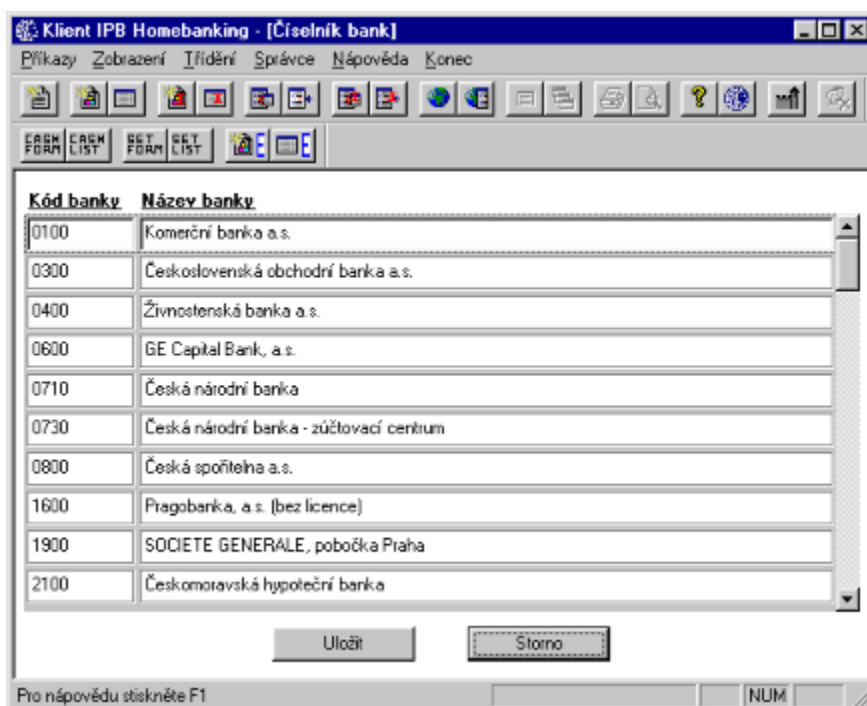 Klient IPB Homebanking - [Číselník bank]
Příkazy Zobrazení Třídění Správce Nápověda Konec
CASH FORM CASH LIST SET FORM SET LIST
Kód banky Název banky
0100 Komerční banka a.s.
0300 Československá obchodní banka a.s.
0400 Živnostenská banka a.s.
0600 GE Capital Bank, a.s.
0710 Česká národní banka
0730 Česká národní banka - zúčtovací centrum
0800 Česká spořitelna a.s.
1600 Pragobanka, a.s. (bez licence)
1900 SOCIETE GENERALE, pobočka Praha
2100 Českomoravská hypoteční banka
Uložit Storno
Pro nápovědu stiskněte F1 NUM